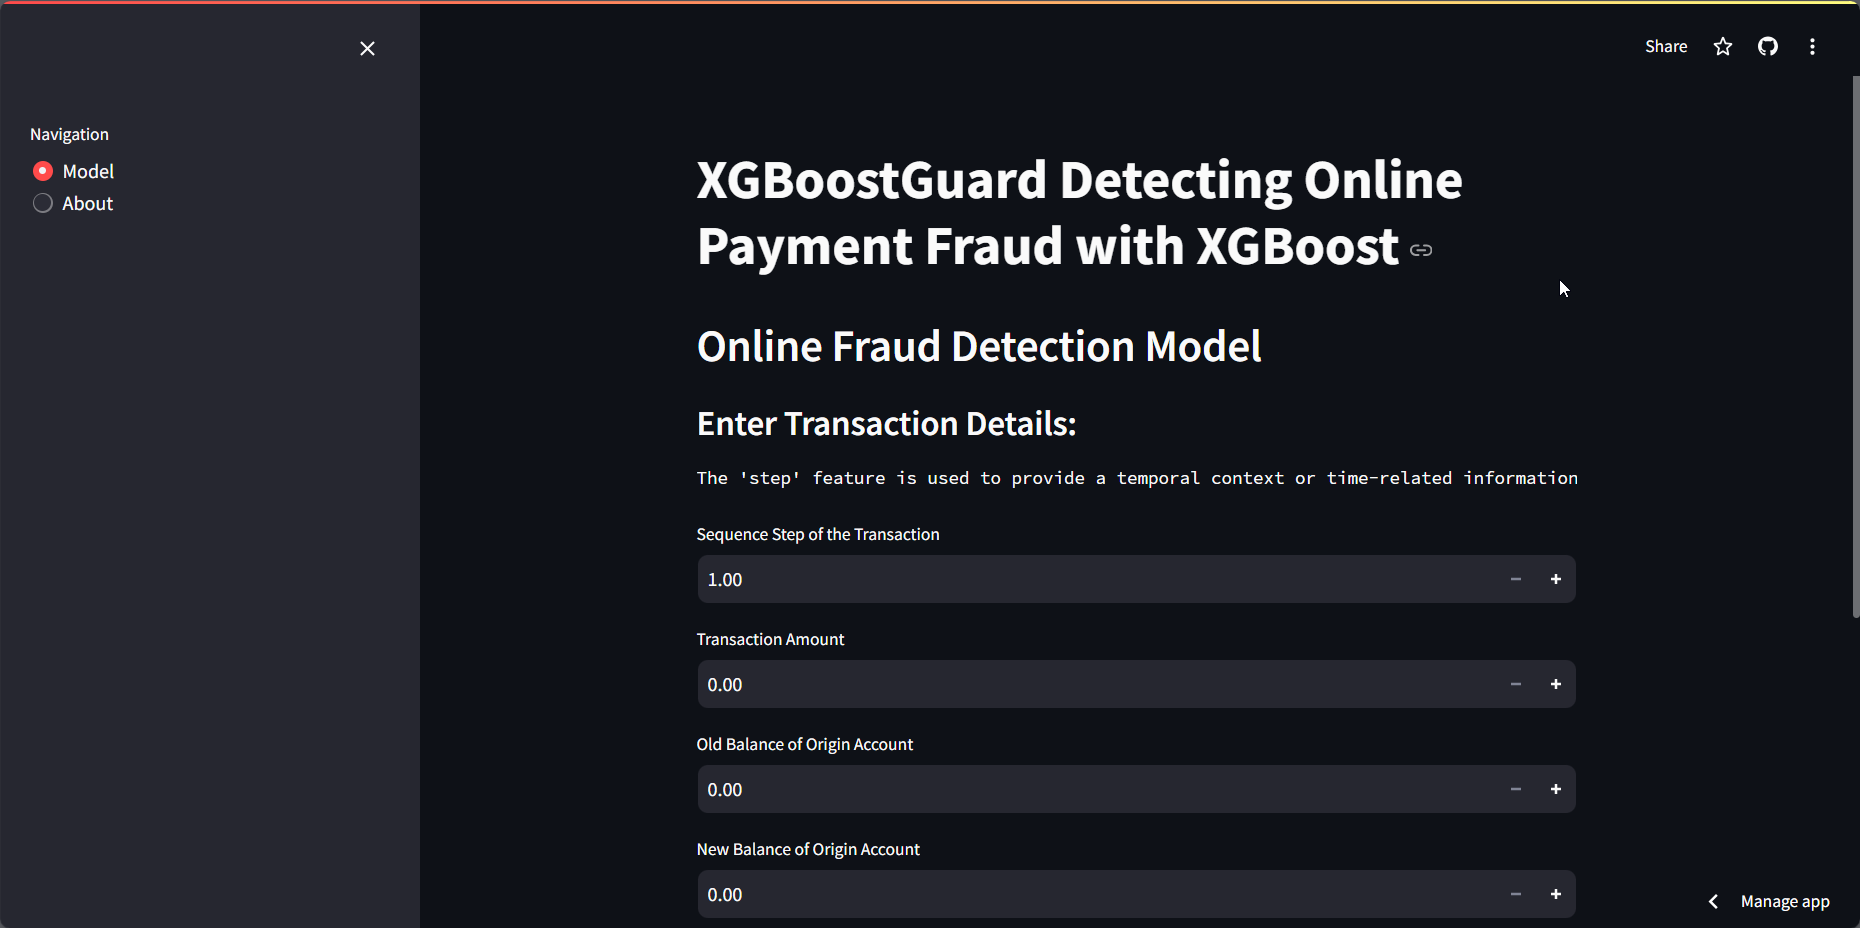 Share
Navigation
Model
About
XGBoostGuard Detecting Online
Payment Fraud with XGBoost
Online Fraud Detection Model
Enter Transaction Details:
The 'step' feature is used to provide a temporal context or time-related information
Sequence Step of the Transaction
1.00
Transaction Amount
0.00
Old Balance of Origin Account
0.00
New Balance of Origin Account
0.00
Manage app